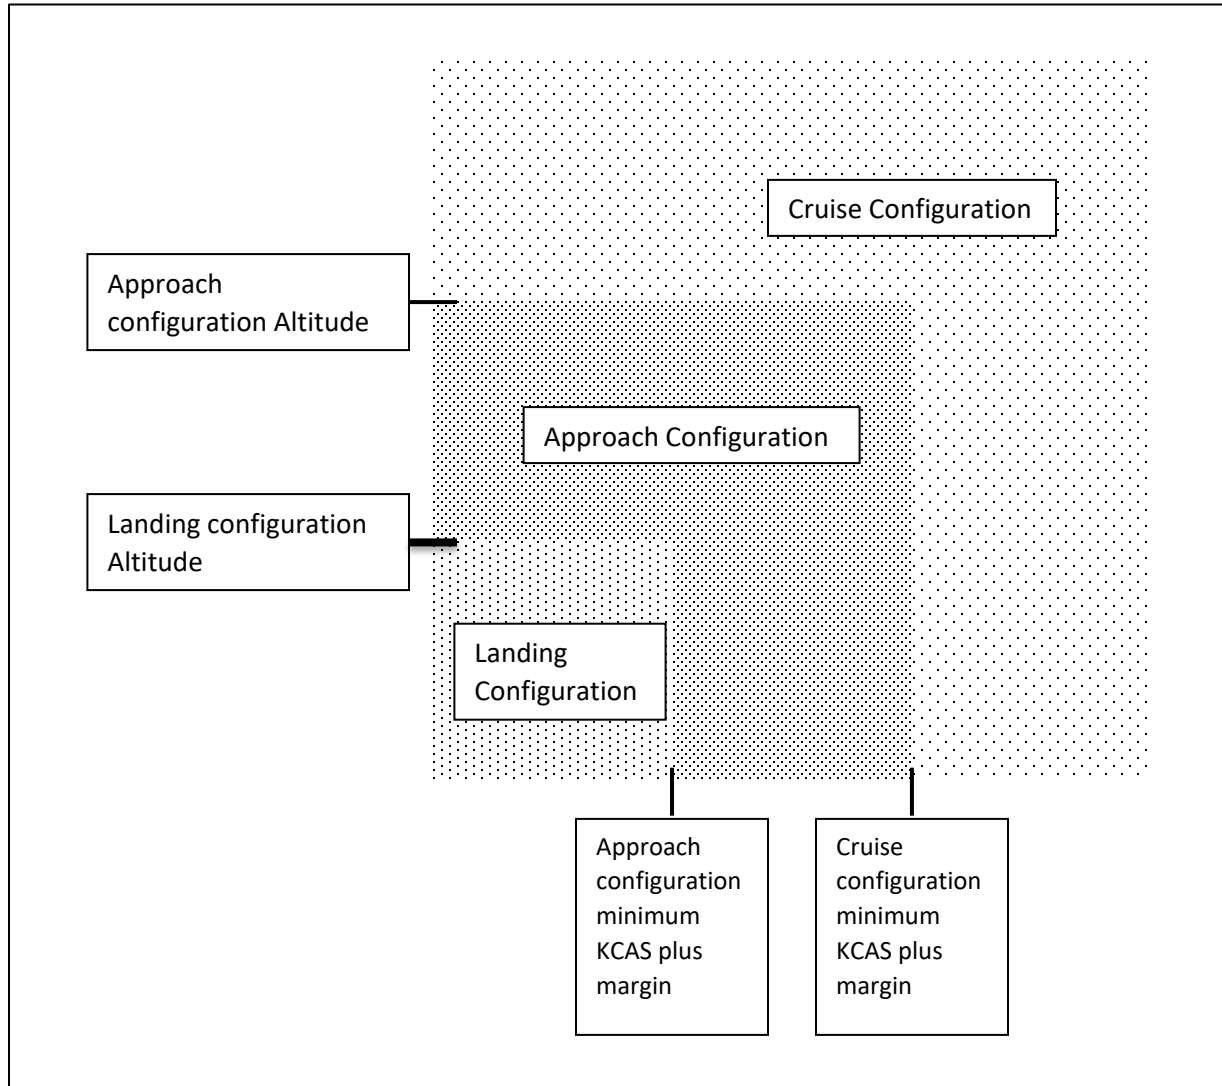 Cruise Configuration
Approach
configuration Altitude
Approach Configuration
Landing configuration
Altitude
Landing
Configuration
Approach
configuration
minimum
KCAS plus
margin
Cruise
configuration
minimum
KCAS plus
margin